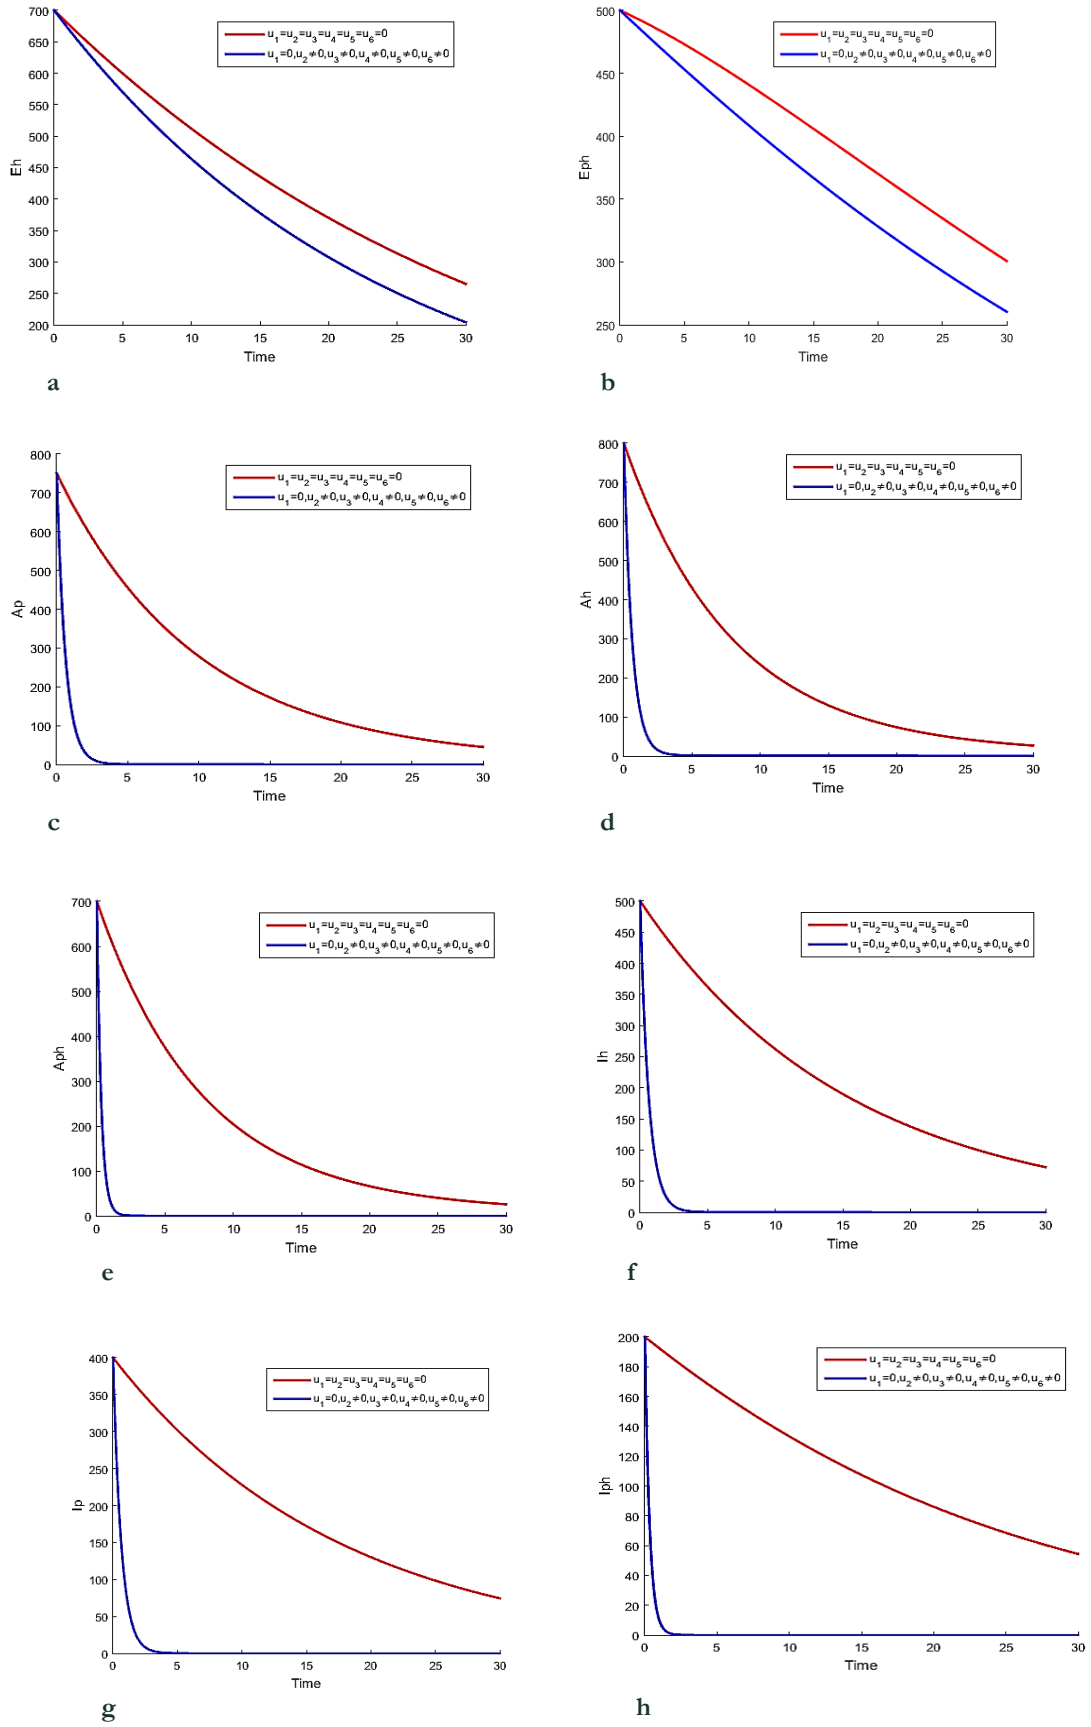 700
650
600
550
500
450
400
350
300
250
200
Eh
0 5 10 15 20 25 30
Time
u1=u2=u3=u4=u5=u6=0
u1=0,u2≠0,u3≠0,u4≠0,u5≠0,u6≠0
a
500
450
400
350
300
250
Eph
0 5 10 15 20 25 30
Time
u1=u2=u3=u4=u5=u6=0
u1=0,u2≠0,u3≠0,u4≠0,u5≠0,u6≠0
b
800
700
600
500
400
300
200
100
0
Ap
0 5 10 15 20 25 30
Time
u1=u2=u3=u4=u5=u6=0
u1=0,u2≠0,u3≠0,u4≠0,u5≠0,u6≠0
c
800
700
600
500
400
300
200
100
0
Ah
0 5 10 15 20 25 30
Time
u1=u2=u3=u4=u5=u6=0
u1=0,u2≠0,u3≠0,u4≠0,u5≠0,u6≠0
d
700
600
500
400
300
200
100
0
Aph
0 5 10 15 20 25 30
Time
u1=u2=u3=u4=u5=u6=0
u1=0,u2≠0,u3≠0,u4≠0,u5≠0,u6≠0
e
500
450
400
350
300
250
200
150
100
50
0
Ih
0 5 10 15 20 25 30
Time
u1=u2=u3=u4=u5=u6=0
u1=0,u2≠0,u3≠0,u4≠0,u5≠0,u6≠0
f
400
350
300
250
200
150
100
50
0
Ip
0 5 10 15 20 25 30
Time
u1=u2=u3=u4=u5=u6=0
u1=0,u2≠0,u3≠0,u4≠0,u5≠0,u6≠0
g
200
180
160
140
120
100
80
60
40
20
0
Iph
0 5 10 15 20 25 30
Time
u1=u2=u3=u4=u5=u6=0
u1=0,u2≠0,u3≠0,u4≠0,u5≠0,u6≠0
h